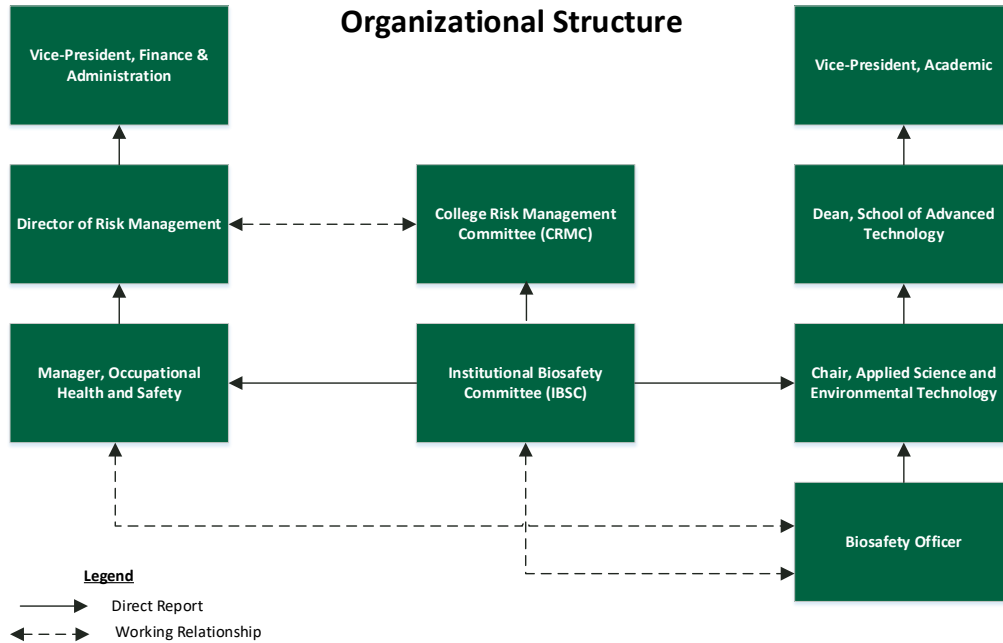 Organizational Structure
Vice-President, Finance &
Administration
Vice-President, Academic
Director of Risk Management
College Risk Management
Committee (CRMC)
Dean, School of Advanced
Technology
Manager, Occupational
Health and Safety
Institutional Biosafety
Committee (IBSC)
Chair, Applied Science and
Environmental Technology
Biosafety Officer
Legend
Direct Report
Working Relationship